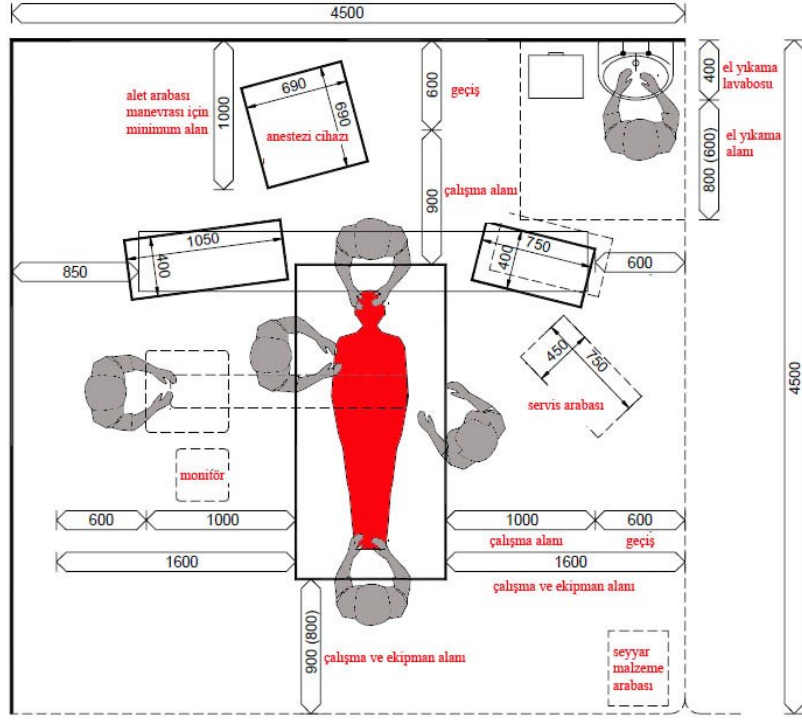 4500
alet arabası
manevrası için
minimum alan
1000
690
690
anestezi cihazı
600
geçiş
400
el yıkama
lavabosu
800 (600)
el yıkama
alanı
900
çalışma alanı
1050
400
850
750
400
600
450
750
servis arabası
4500
monitör
600
1000
1000
600
çalışma alanı
geçiş
1600
1600
çalışma ve ekipman alanı
900 (800)
çalışma ve ekipman alanı
seyyar
malzeme
arabası